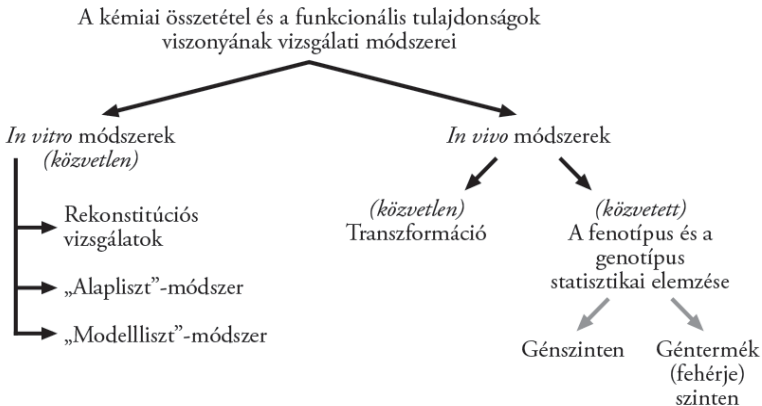 A kémiai összetétel és a funkcionális tulajdonságok
viszonyának vizsgálati módszerei
In vitro módszerek
(közvetlen)
Rekonstitúciós
vizsgálatok
„Alapliszt”-módszer
„Modellliszt”-módszer
In vivo módszerek
(közvetlen)
Transzformáció
(közvetett)
A fenotípus és a
genotípus
statisztikai elemzése
Génszinten
Géntermék
(fehérje)
szinten